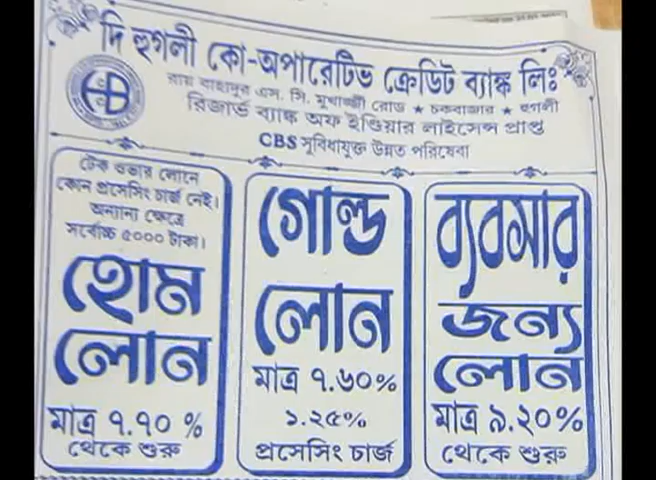 দি হুগলী কো-অপারেটিভ ক্রেডিট ব্যাঙ্ক লিঃ
রায় বাহাদুর এস. সি. মুখার্জী রোড ★ চকবাজার ★ হুগলী
রিজার্ভ ব্যাঙ্ক অফ ইণ্ডিয়ার লাইসেন্স প্রাপ্ত
CBS সুবিধাযুক্ত উন্নত পরিষেবা
টেক ওভার লোনে
কোন প্রসেসিং চার্জ নেই।
অন্যান্য ক্ষেত্রে
সর্বোচ্চ ৫০০০ টাকা।
হোম
লোন
মাত্র ৭.৭০ %
থেকে শুরু
গোল্ড
লোন
মাত্র ৭.৬০%
১.২৫%
প্রসেসিং চার্জ
ব্যবসার
জন্য
লোন
মাত্র ৯.২০%
থেকে শুরু